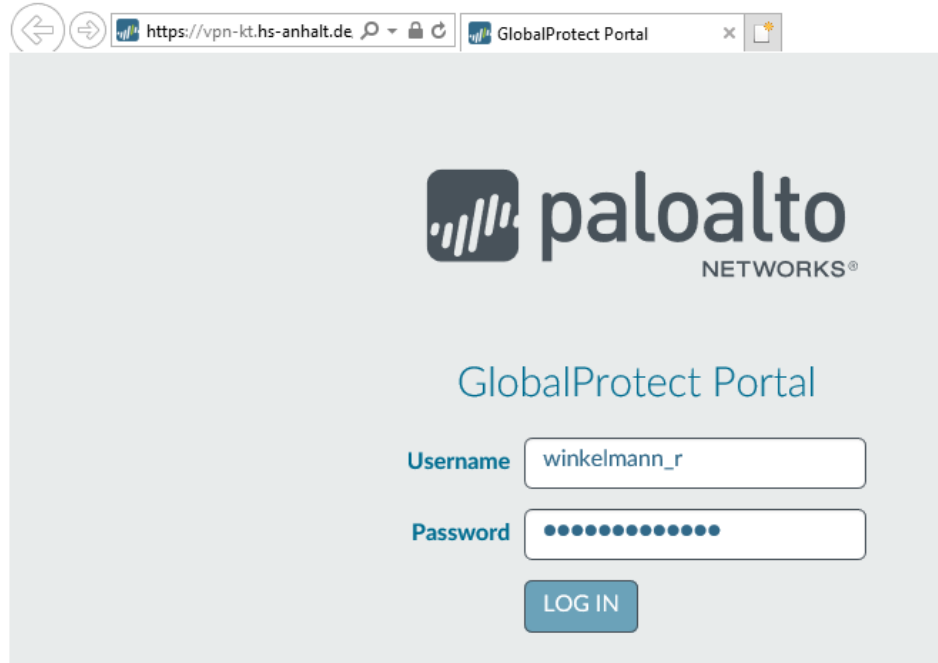 https://vpn-kt.hs-anhalt.de
GlobalProtect Portal
paloalto
NETWORKS®
GlobalProtect Portal
Username winkelmann_r
Password •••••••••••••
LOG IN